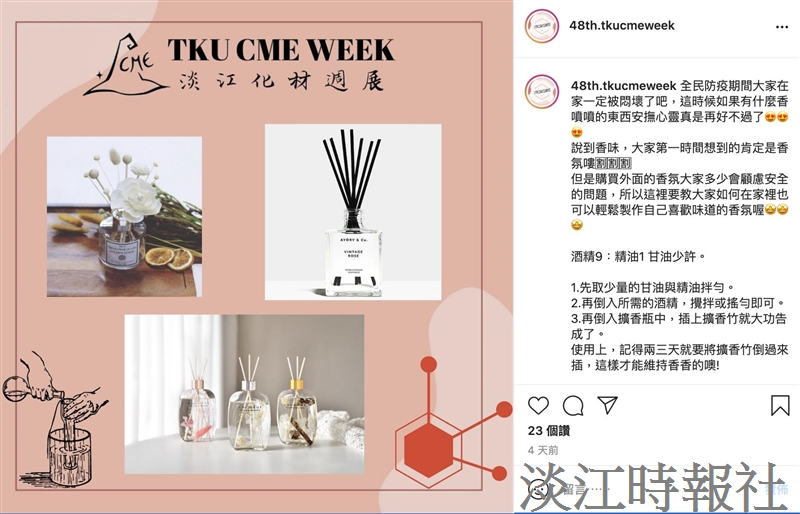 CME
TKU CME WEEK
淡江化材週展
AYDRY & Co.
VINTAGE
ROSE
48th.tkucmeweek
48th.tkucmeweek 全民防疫期間大家在
家一定被悶壞了吧，這時候如果有什麼香
噴噴的東西安撫心靈真是再好不過了😍😍
😍
說到香味，大家第一時間想到的肯定是香
氛嘍🈹🈹🈹
但是購買外面的香氛大家多少會顧慮安全
的問題，所以這裡要教大家如何在家裡也
可以輕鬆製作自己喜歡味道的香氛喔🤩🤩
🤩
酒精9：精油1 甘油少許。
1.先取少量的甘油與精油拌勻。
2.再倒入所需的酒精，攪拌或搖勻即可。
3.再倒入擴香瓶中，插上擴香竹就大功告
成了。
使用上，記得兩三天就要將擴香竹倒過來
插，這樣才能維持香香的噢!
23 個讚
4 天前
留言……
發佈
淡江時報社